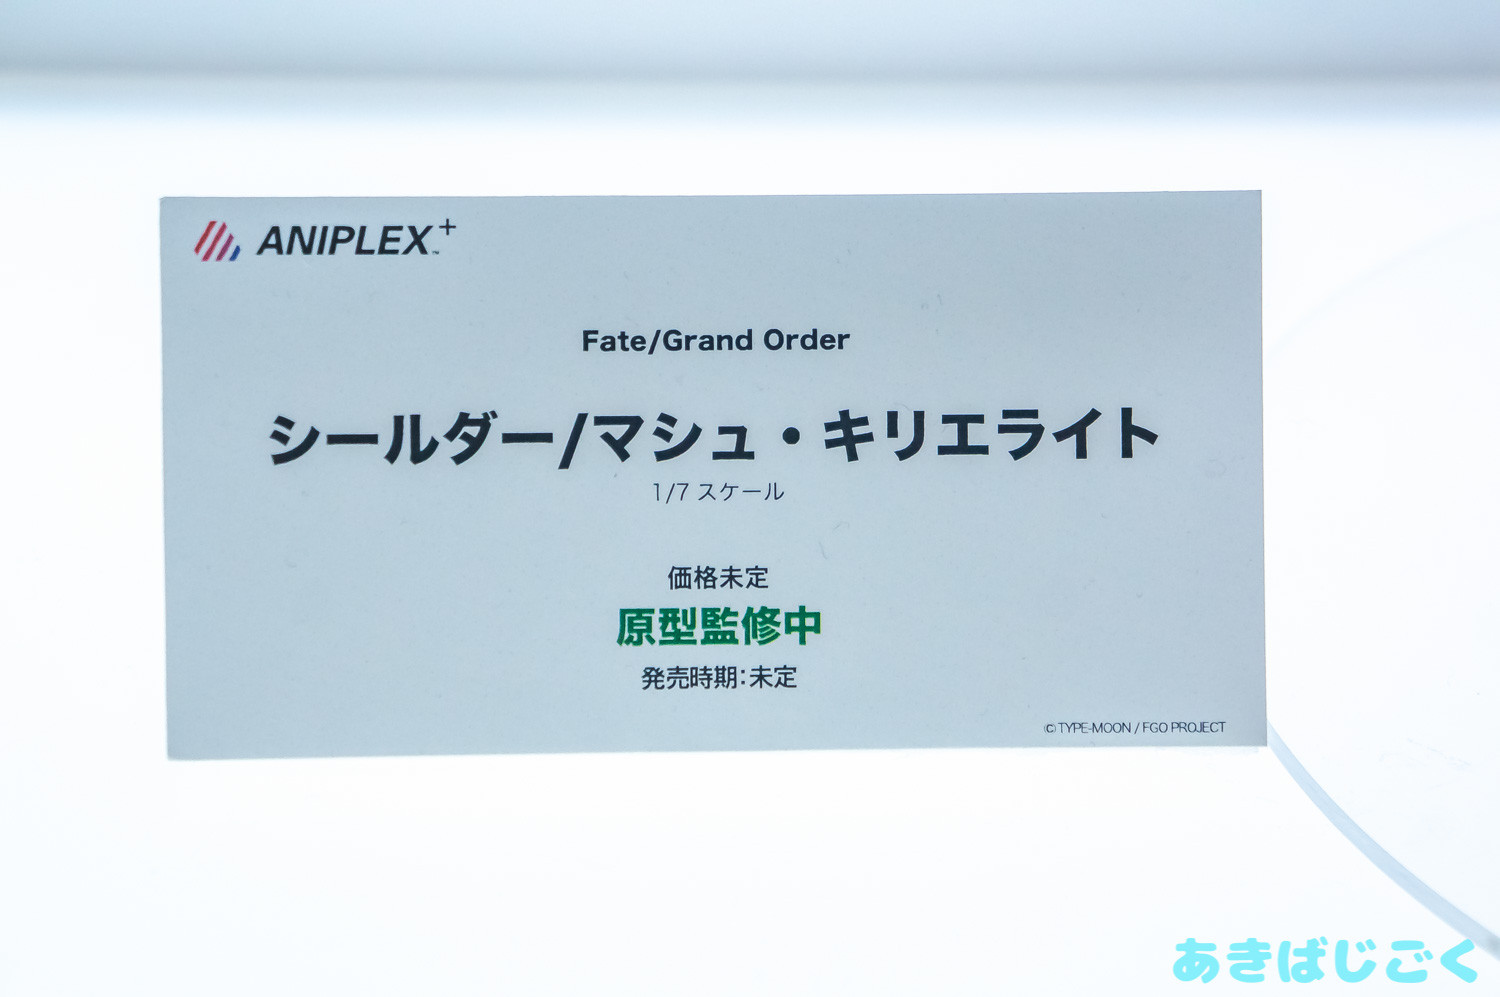 ANIPLEX+™
Fate/Grand Order
シールダー/マシュ・キリエライト
1/7 スケール
価格未定
原型監修中
発売時期:未定
©TYPE-MOON / FGO PROJECT
あきばじごく